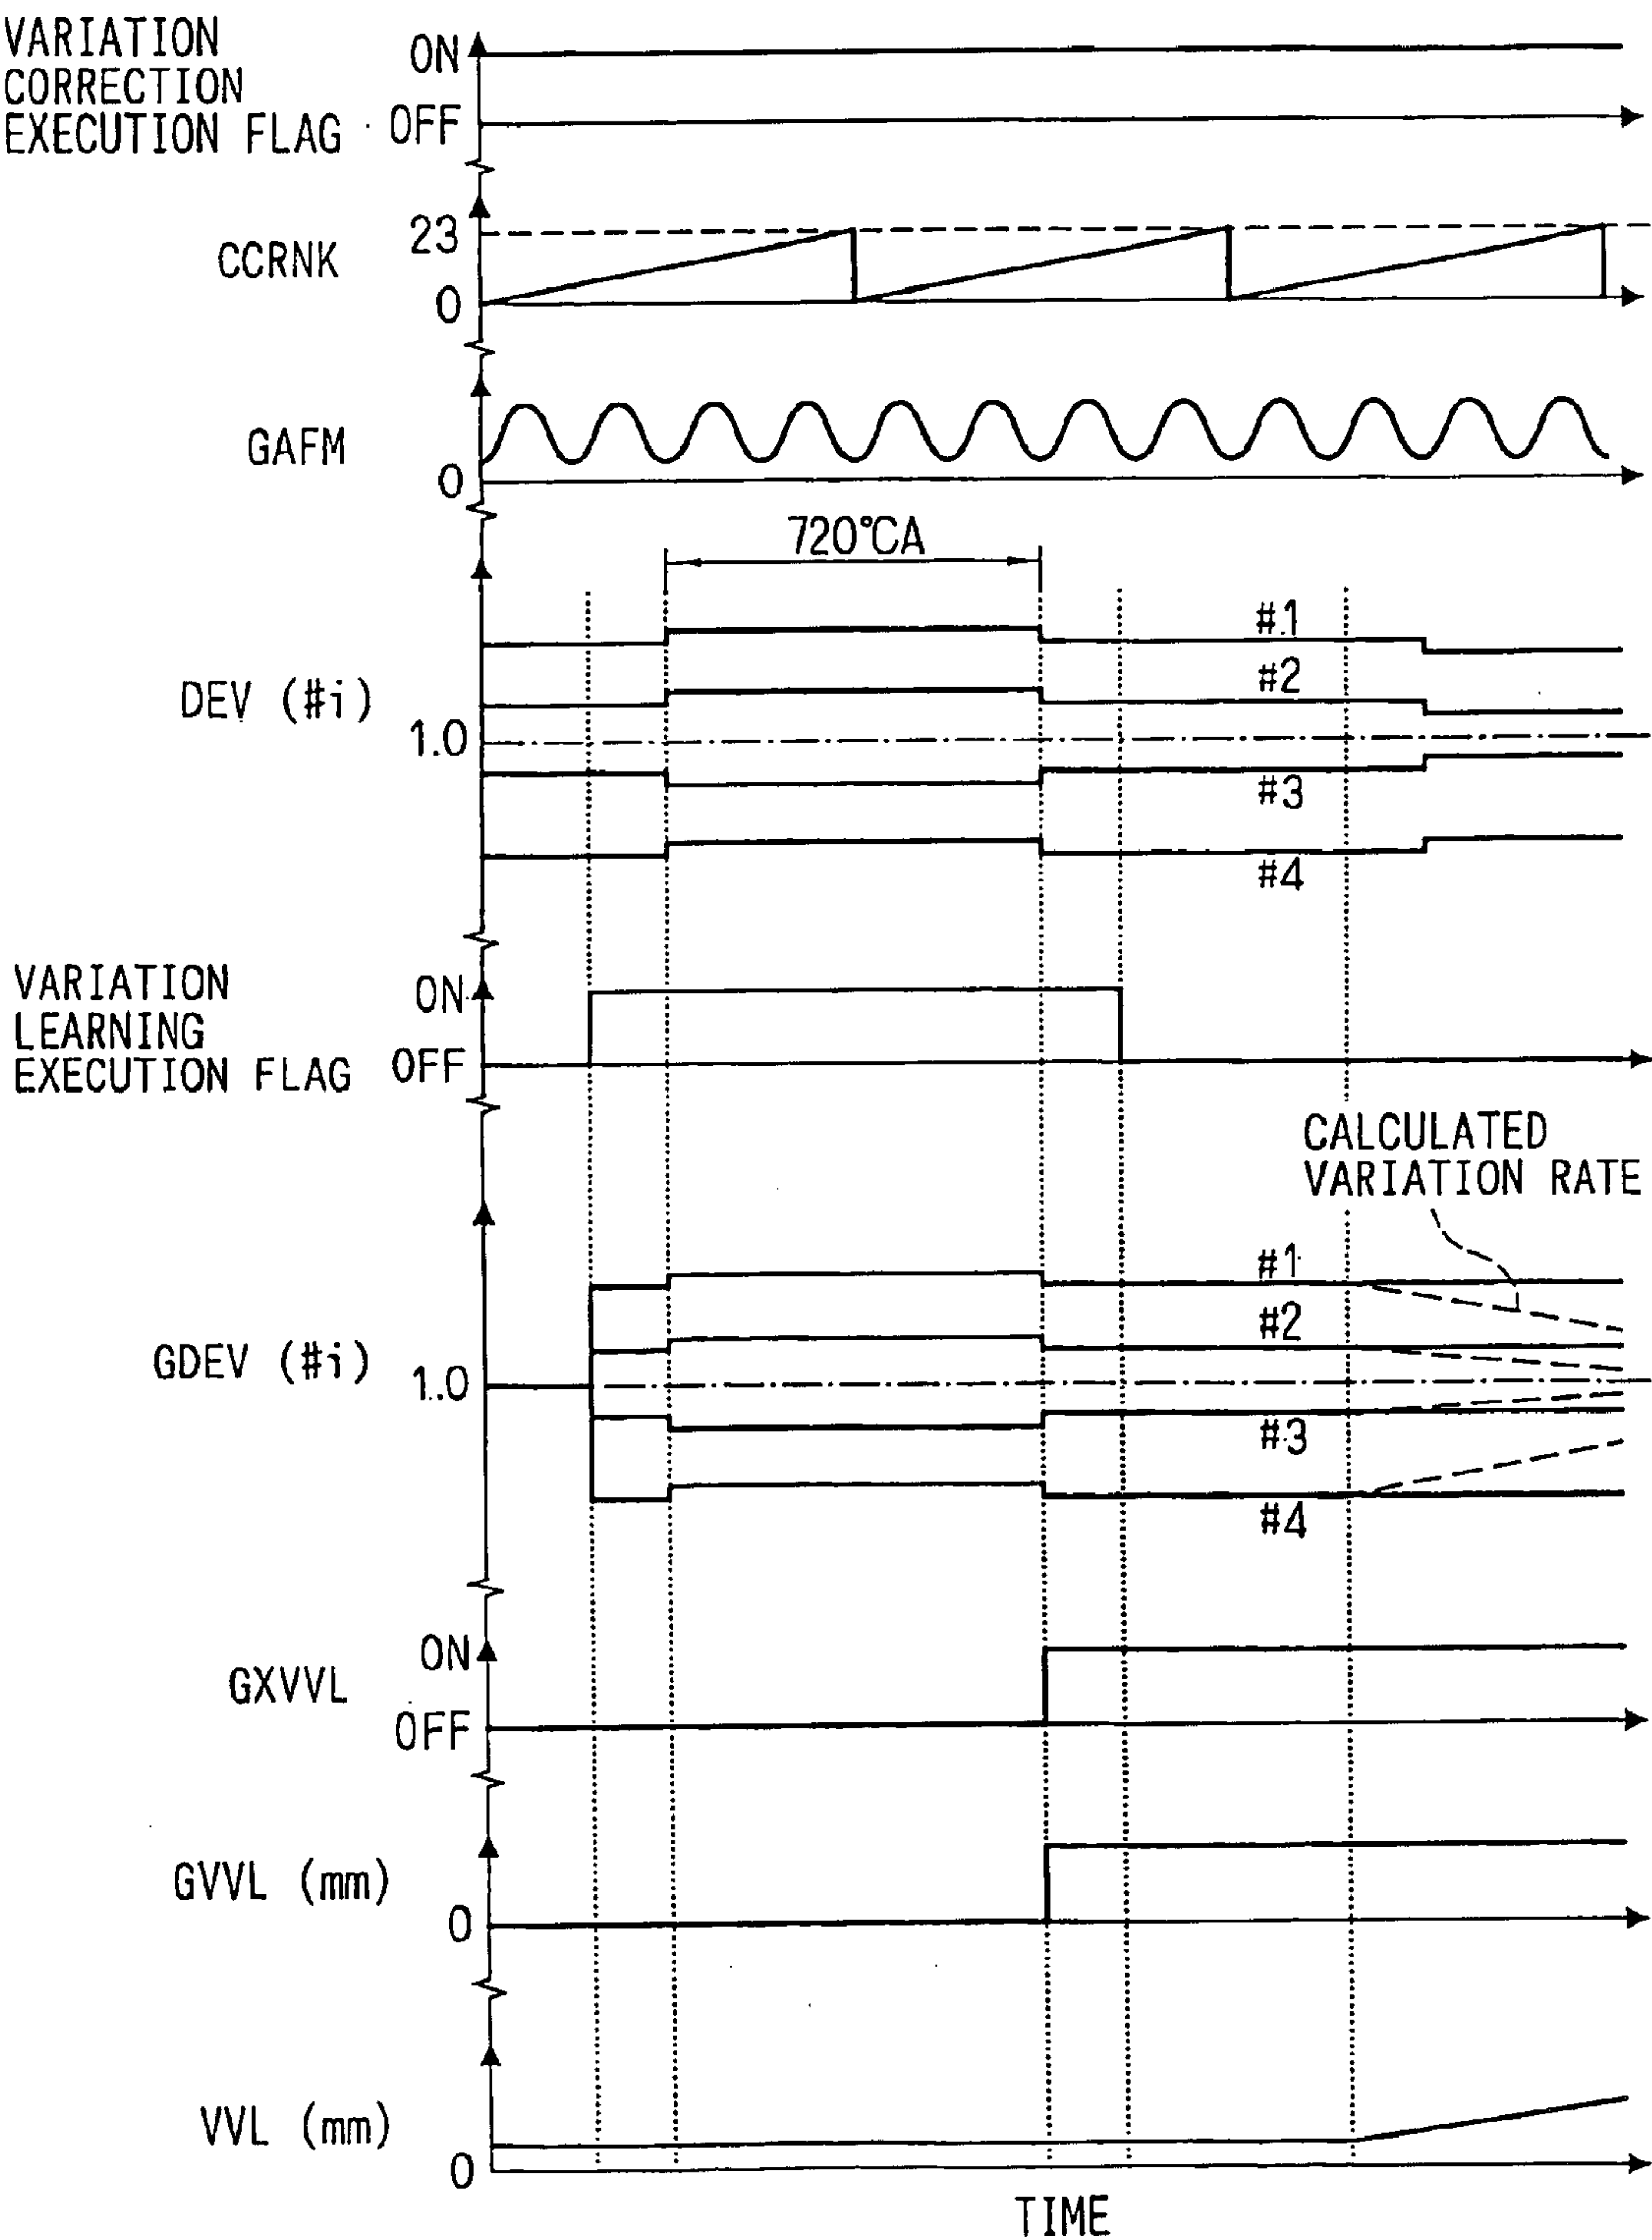 VARIATION
CORRECTION
EXECUTION FLAG
ON
OFF
CCRNK
23
0
GAFM
0
720°CA
DEV (#i)
1.0
#1
#2
#3
#4
VARIATION
LEARNING
EXECUTION FLAG
ON
OFF
CALCULATED
VARIATION RATE
GDEV (#i)
1.0
#1
#2
#3
#4
GXVVL
ON
OFF
GVVL (mm)
0
VVL (mm)
0
TIME